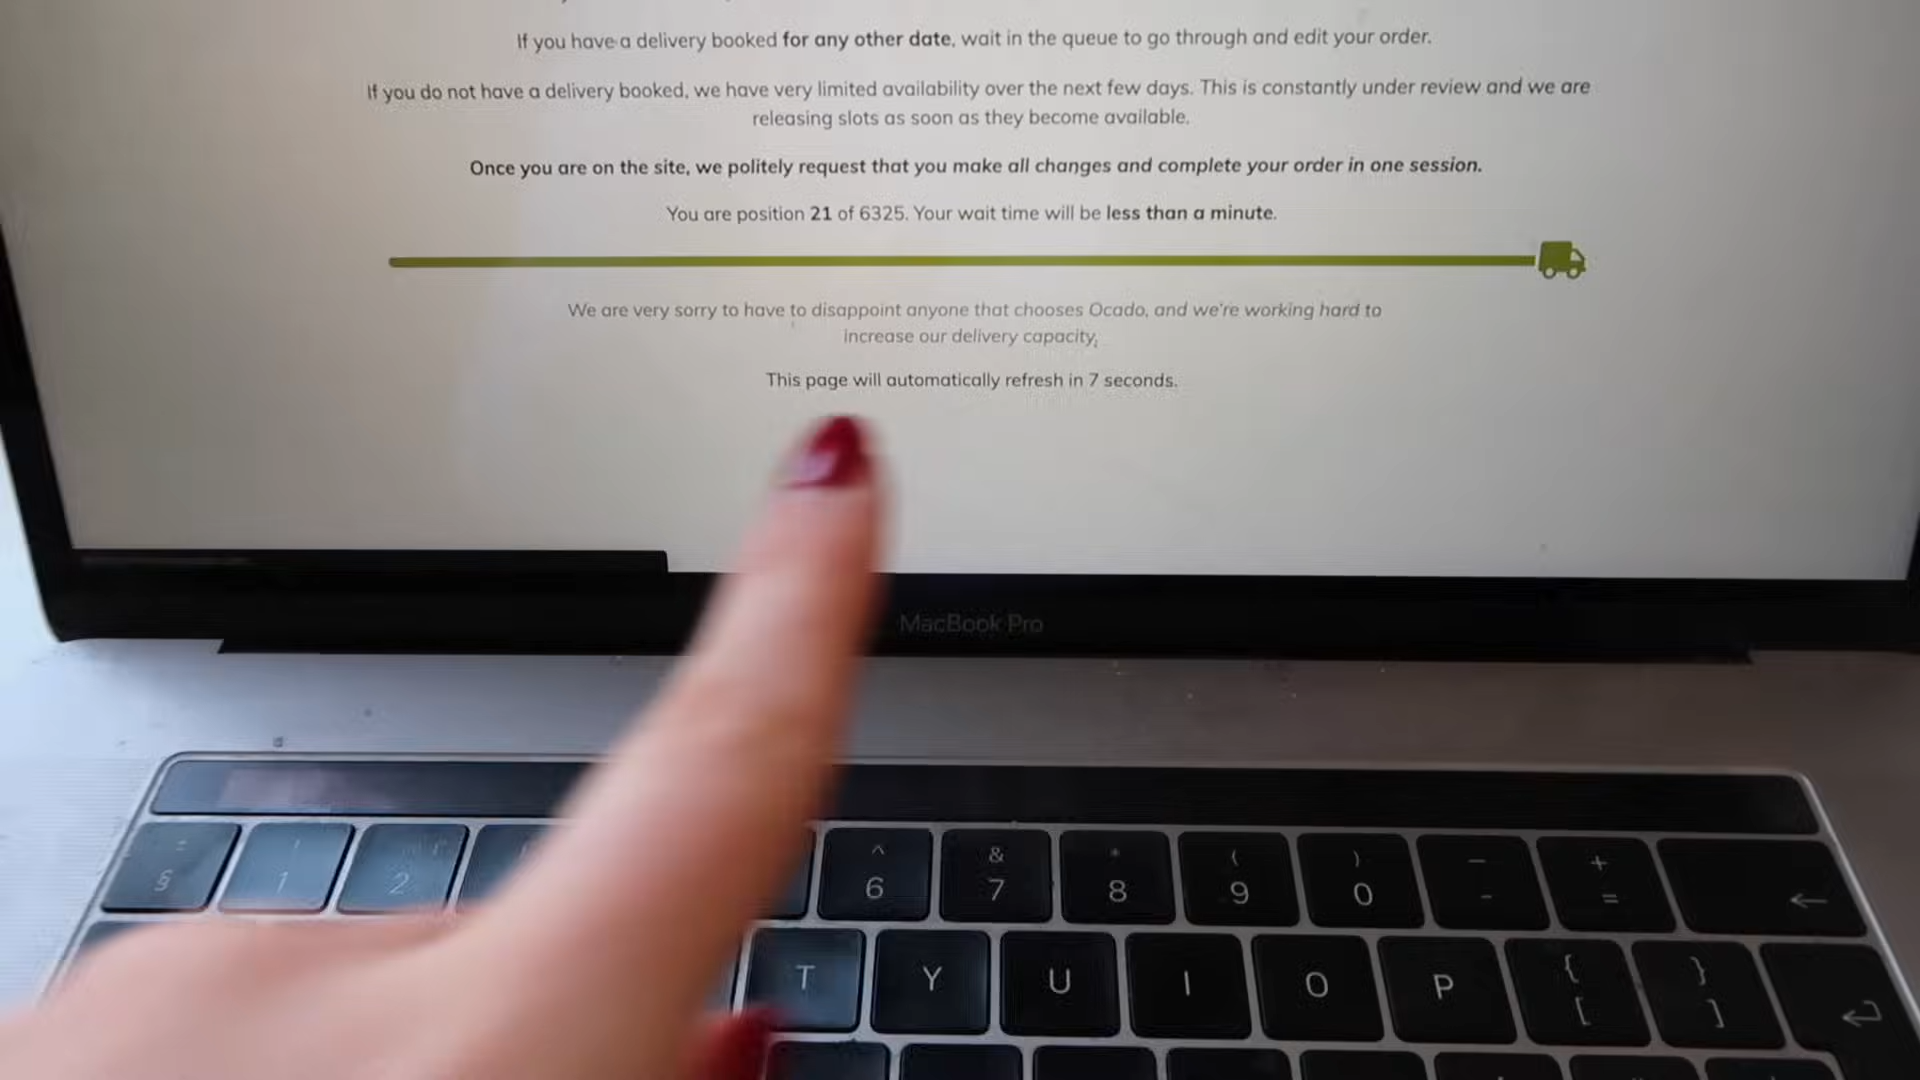 If you have a delivery booked for any other date, wait in the queue to go through and edit your order.
If you do not have a delivery booked, we have very limited availability over the next few days. This is constantly under review and we are
releasing slots as soon as they become available.
Once you are on the site, we politely request that you make all changes and complete your order in one session.
You are position 21 of 6325. Your wait time will be less than a minute.
We are very sorry to have to disappoint anyone that chooses Ocado, and we're working hard to
increase our delivery capacity.
This page will automatically refresh in 7 seconds.
MacBook Pro
§ 1 2 ^ 6 & 7 * 8 ( 9 ) 0 — - + =
T Y U I O P { [ } ]